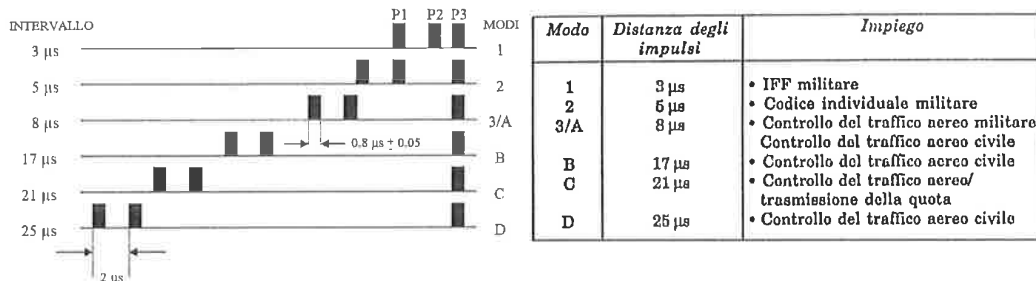 INTERVALLO
P1 P2 P3
MODI
3 µs
1
5 µs
2
8 µs
3/A
0,8 µs ± 0.05
17 µs
B
21 µs
C
25 µs
D
2 µs
Modo
Distanza degli
impulsi
Impiego
1 3 µs • IFF militare
2 5 µs • Codice individuale militare
3/A 8 µs • Controllo del traffico aereo militare
Controllo del traffico aereo civile
B 17 µs • Controllo del traffico aereo civile
C 21 µs • Controllo del traffico aereo/
trasmissione della quota
D 25 µs • Controllo del traffico aereo civile